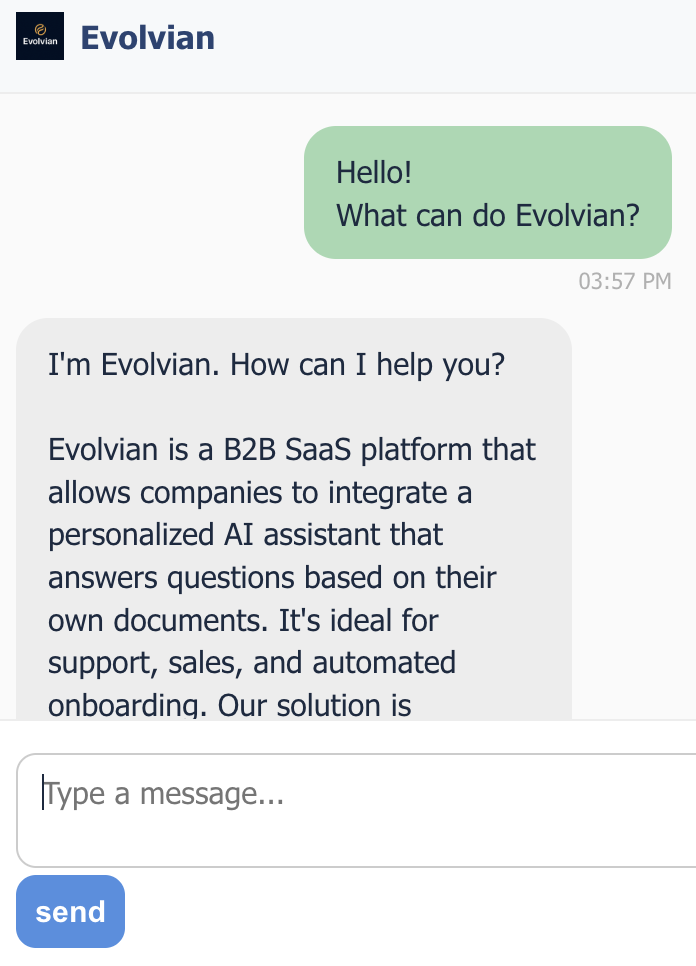 Evolvian
Evolvian
Hello!
What can do Evolvian?
03:57 PM
I'm Evolvian. How can I help you?
Evolvian is a B2B SaaS platform that
allows companies to integrate a
personalized AI assistant that
answers questions based on their
own documents. It's ideal for
support, sales, and automated
onboarding. Our solution is
Type a message...
send